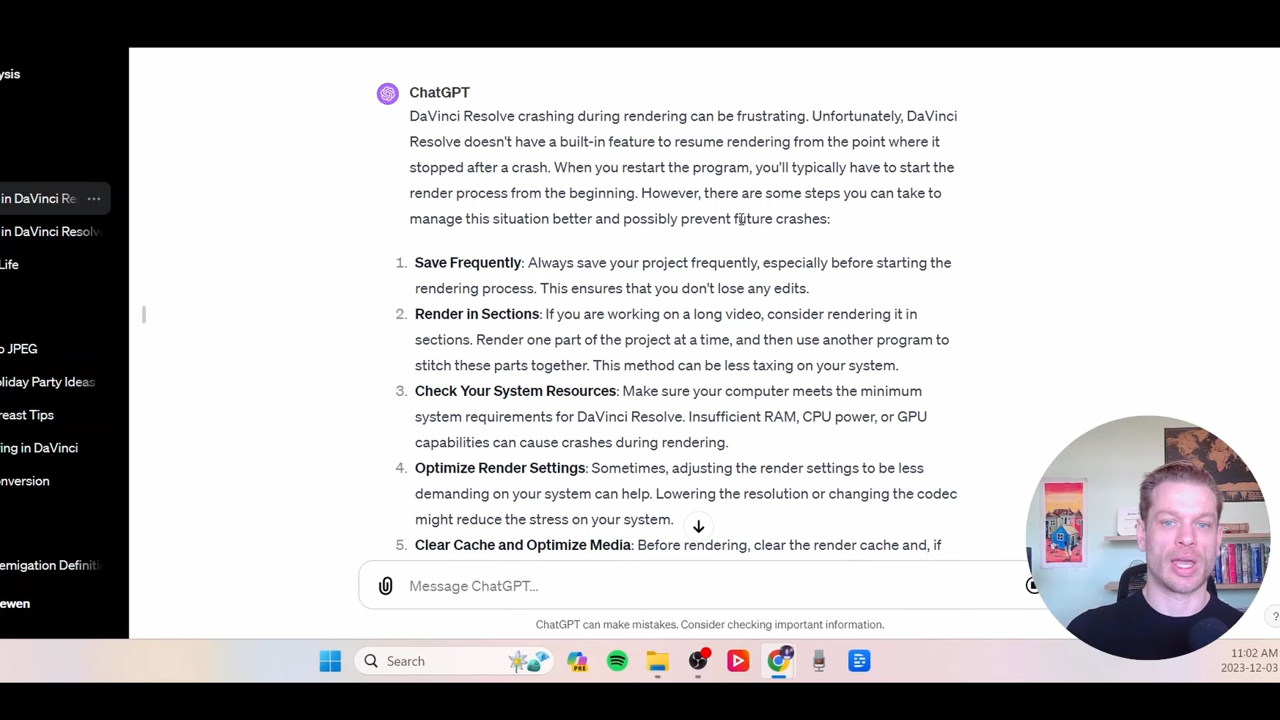 ysis
in DaVinci Re
in DaVinci Resolv
Life
o JPEG
liday Party Ideas
reast Tips
ing in DaVinci
onversion
emigation Definiti
ewen
ChatGPT
DaVinci Resolve crashing during rendering can be frustrating. Unfortunately, DaVinci
Resolve doesn't have a built-in feature to resume rendering from the point where it
stopped after a crash. When you restart the program, you'll typically have to start the
render process from the beginning. However, there are some steps you can take to
manage this situation better and possibly prevent future crashes:
1. Save Frequently: Always save your project frequently, especially before starting the
rendering process. This ensures that you don't lose any edits.
2. Render in Sections: If you are working on a long video, consider rendering it in
sections. Render one part of the project at a time, and then use another program to
stitch these parts together. This method can be less taxing on your system.
3. Check Your System Resources: Make sure your computer meets the minimum
system requirements for DaVinci Resolve. Insufficient RAM, CPU power, or GPU
capabilities can cause crashes during rendering.
4. Optimize Render Settings: Sometimes, adjusting the render settings to be less
demanding on your system can help. Lowering the resolution or changing the codec
might reduce the stress on your system.
5. Clear Cache and Optimize Media: Before rendering, clear the render cache and, if
Message ChatGPT...
ChatGPT can make mistakes. Consider checking important information.
?
Search
PRE
11:02 AM
2023-12-03